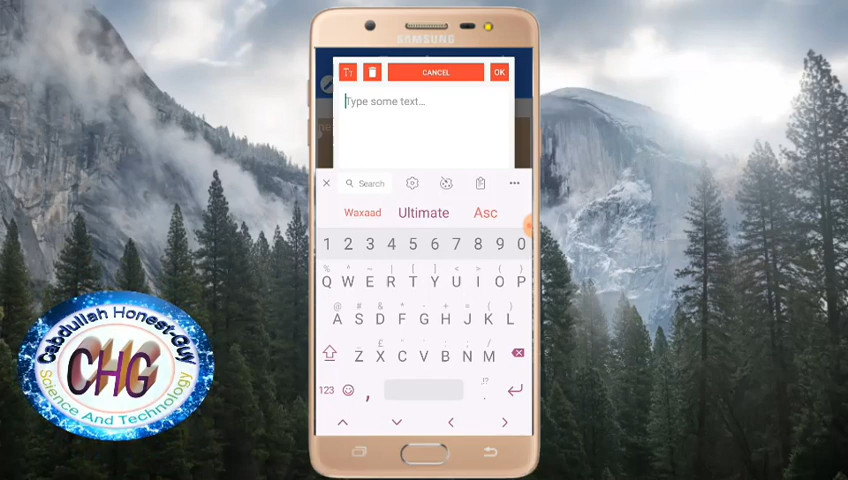 SAMSUNG
CANCEL
OK
Type some text...
Search
Waxaad Ultimate Asc
1 2 3 4 5 6 7 8 9 0
Q W E R T Y U I O P
A S D F G H J K L
Z X C V B N M
123 , .
Cabdullah Honest-Guy
CHG
Science And Technology